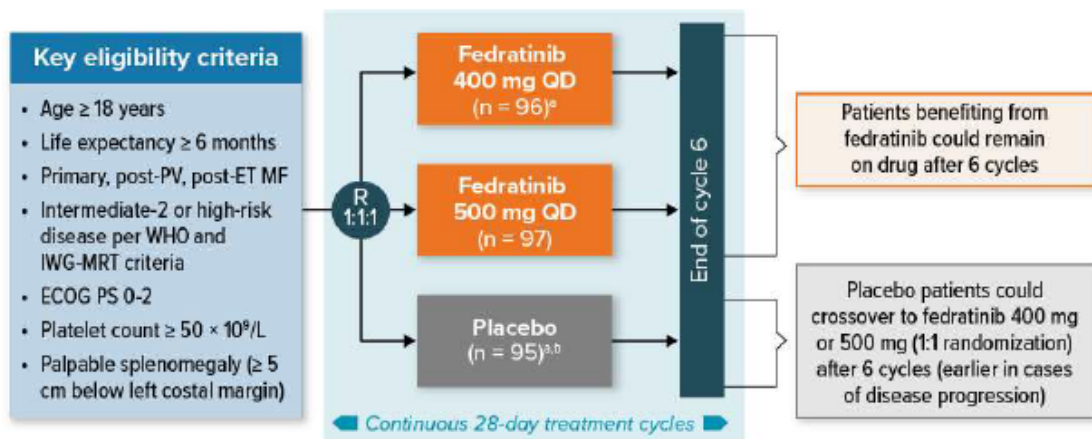 Key eligibility criteria
• Age ≥ 18 years
• Life expectancy ≥ 6 months
• Primary, post-PV, post-ET MF
• Intermediate-2 or high-risk
disease per WHO and
IWG-MRT criteria
• ECOG PS 0-2
• Platelet count ≥ 50 × 10⁹/L
• Palpable splenomegaly (≥ 5
cm below left costal margin)
R
1:1:1
Fedratinib
400 mg QD
(n = 96)ᵃ
Fedratinib
500 mg QD
(n = 97)
Placebo
(n = 95)ᵃ,ᵇ
End of cycle 6
Continuous 28-day treatment cycles
Patients benefiting from
fedratinib could remain
on drug after 6 cycles
Placebo patients could
crossover to fedratinib 400 mg
or 500 mg (1:1 randomization)
after 6 cycles (earlier in cases
of disease progression)